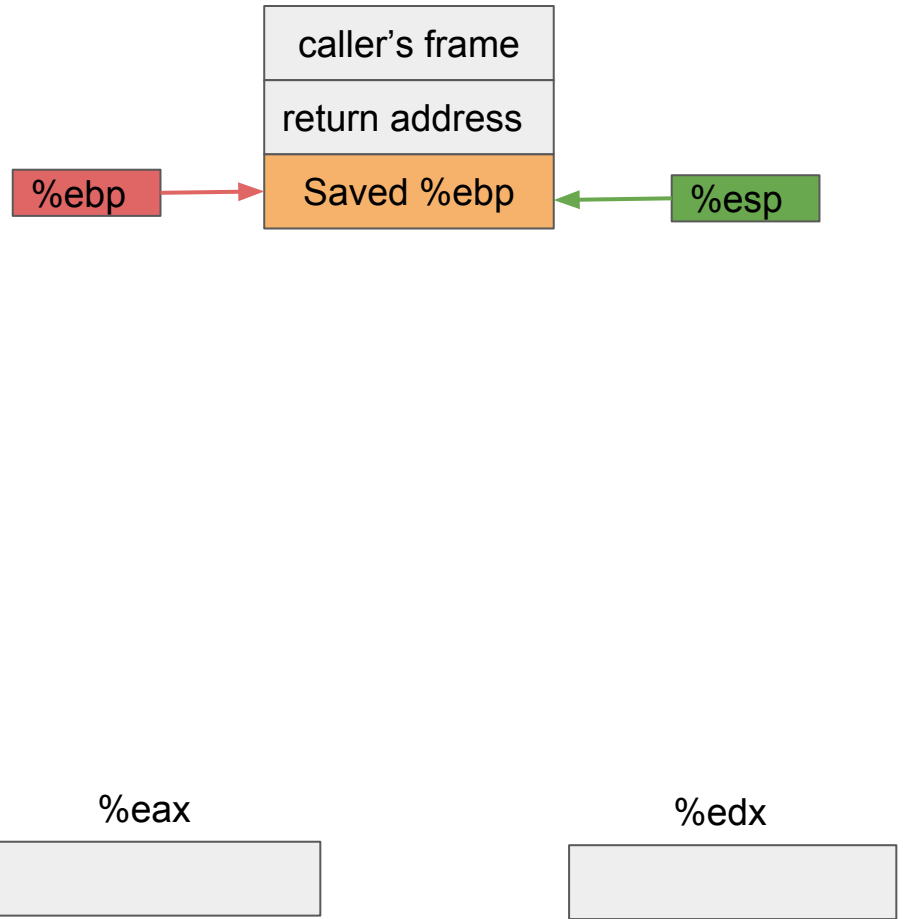 caller’s frame
return address
%ebp
Saved %ebp
%esp
%eax
%edx